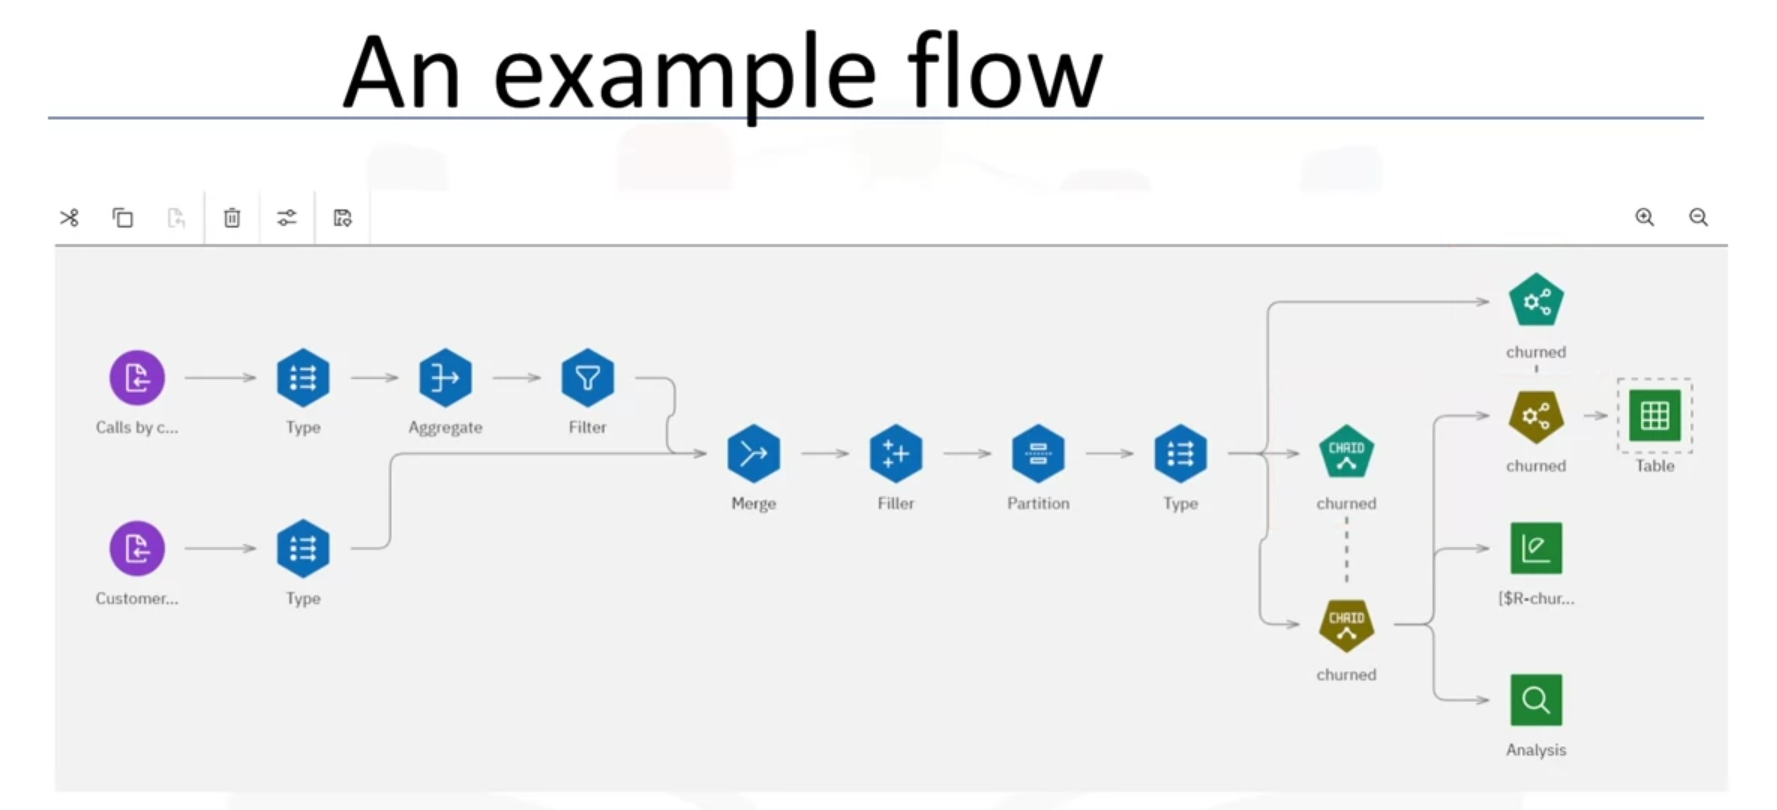 An example flow
churned
Calls by c...
Type
Aggregate
Filter
churned
Table
CHAID
Merge
Filler
Partition
Type
churned
Customer...
Type
[$R-chur...
CHAID
churned
Analysis